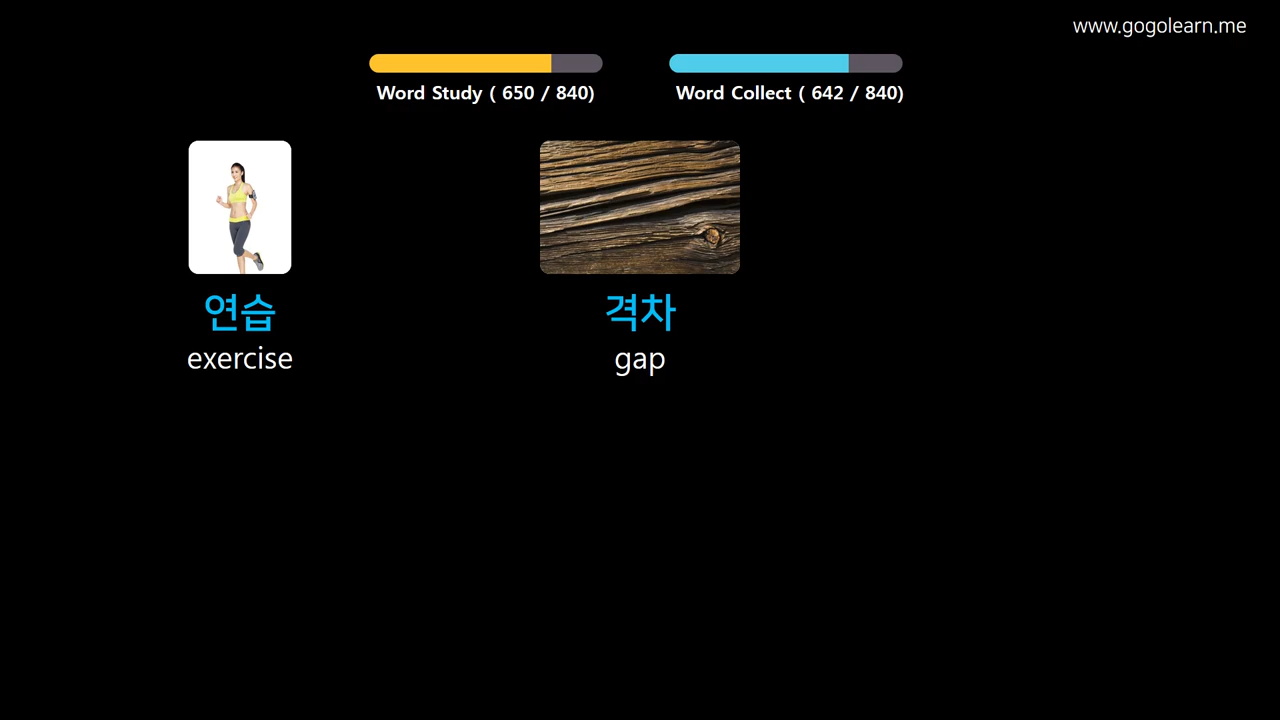 www.gogolearn.me
Word Study ( 650 / 840)
Word Collect ( 642 / 840)
연습
exercise
격차
gap